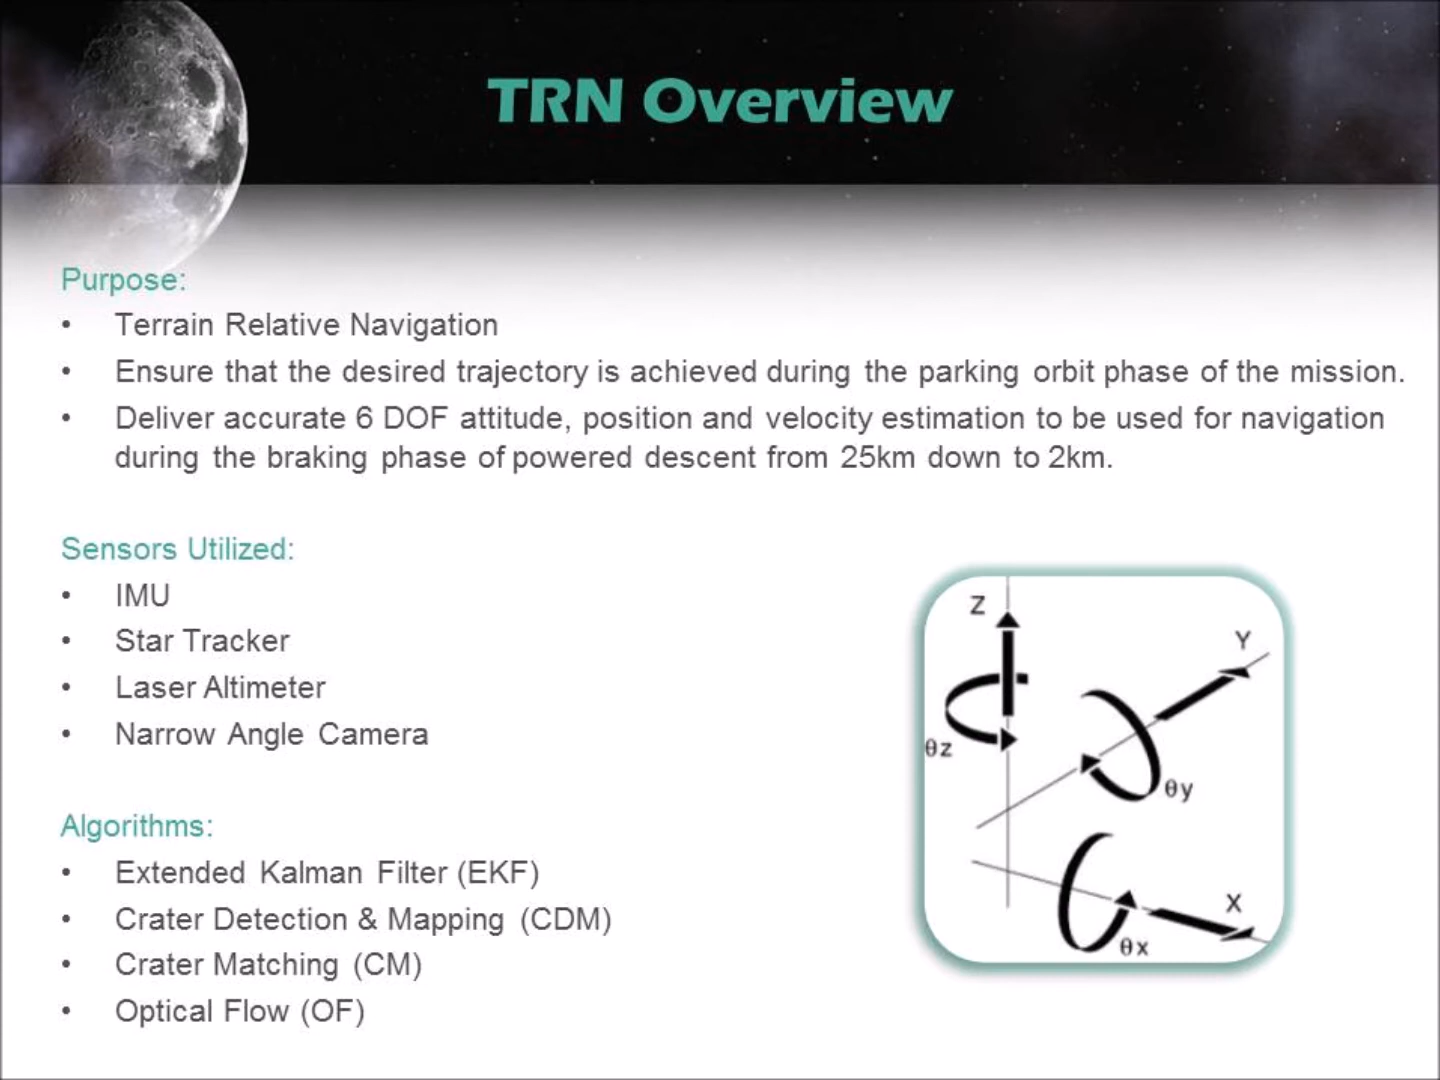 TRN Overview
Purpose:
• Terrain Relative Navigation
• Ensure that the desired trajectory is achieved during the parking orbit phase of the mission.
• Deliver accurate 6 DOF attitude, position and velocity estimation to be used for navigation
during the braking phase of powered descent from 25km down to 2km.
Sensors Utilized:
• IMU
• Star Tracker
• Laser Altimeter
• Narrow Angle Camera
Algorithms:
• Extended Kalman Filter (EKF)
• Crater Detection & Mapping (CDM)
• Crater Matching (CM)
• Optical Flow (OF)
Z
Y
θz
θy
X
θx